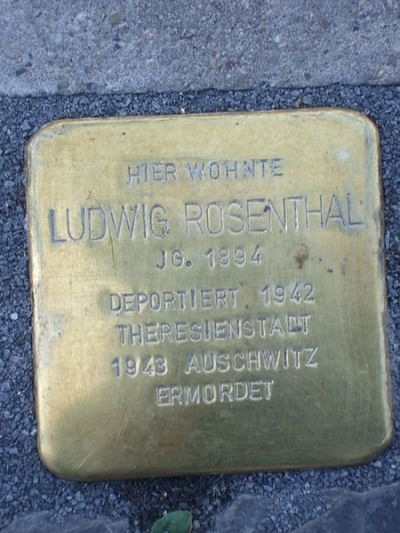 HIER WOHNTE
LUDWIG ROSENTHAL
JG. 1894
DEPORTIERT 1942
THERESIENSTADT
1943 AUSCHWITZ
ERMORDET